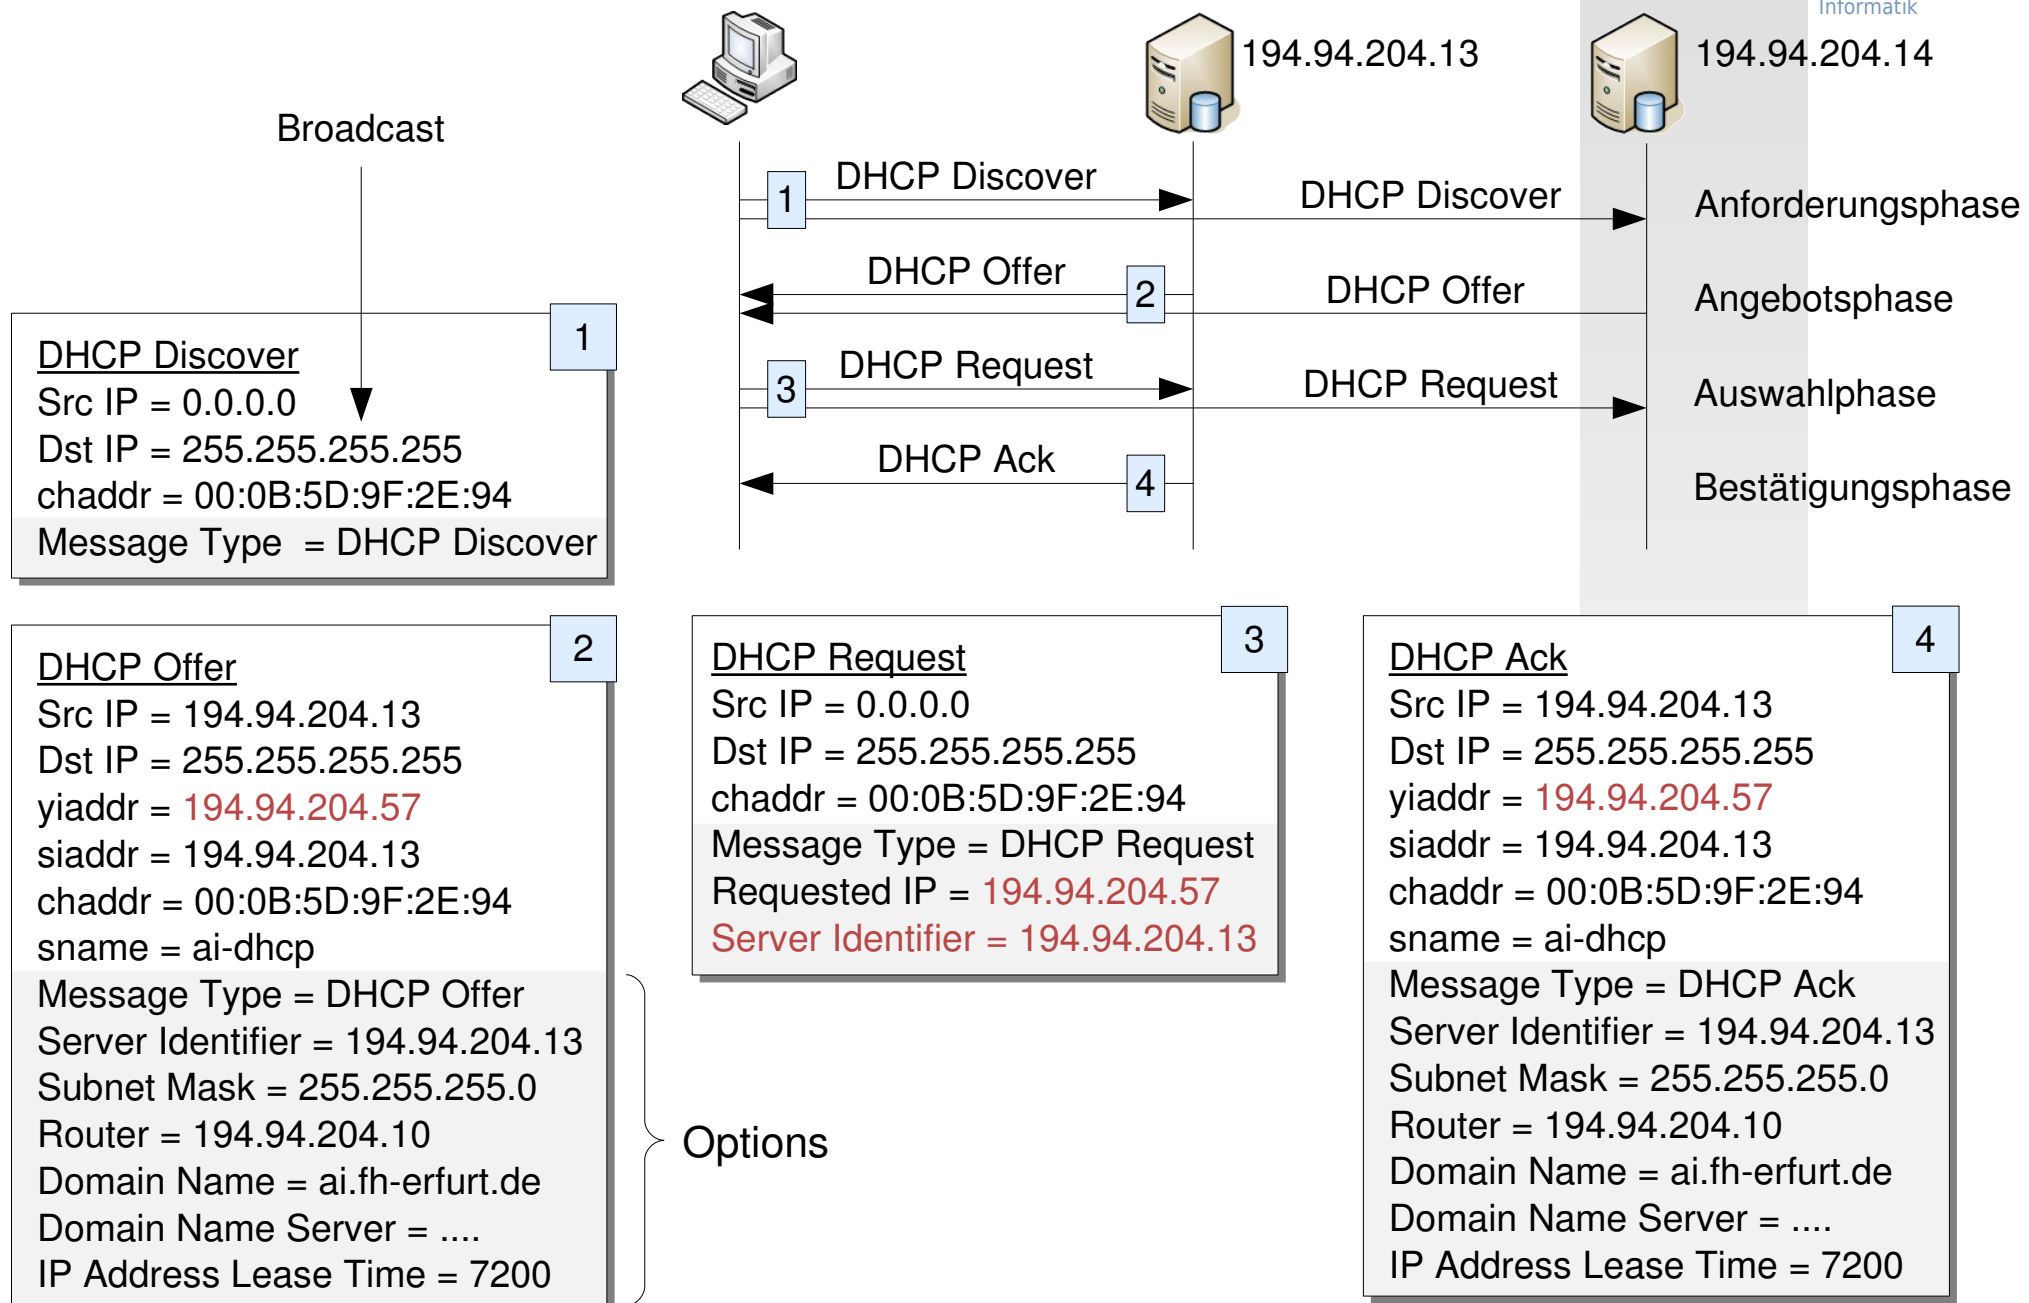 Informatik
194.94.204.13
194.94.204.14
Broadcast
1
DHCP Discover
DHCP Discover
Anforderungsphase
DHCP Offer
2
DHCP Offer
Angebotsphase
3
DHCP Request
DHCP Request
Auswahlphase
DHCP Ack
4
Bestätigungsphase
1
DHCP Discover
Src IP = 0.0.0.0
Dst IP = 255.255.255.255
chaddr = 00:0B:5D:9F:2E:94
Message Type  = DHCP Discover
2
DHCP Offer
Src IP = 194.94.204.13
Dst IP = 255.255.255.255
yiaddr = 194.94.204.57
siaddr = 194.94.204.13
chaddr = 00:0B:5D:9F:2E:94
sname = ai-dhcp
Message Type = DHCP Offer
Server Identifier = 194.94.204.13
Subnet Mask = 255.255.255.0
Router = 194.94.204.10
Domain Name = ai.fh-erfurt.de
Domain Name Server = ....
IP Address Lease Time = 7200
Options
3
DHCP Request
Src IP = 0.0.0.0
Dst IP = 255.255.255.255
chaddr = 00:0B:5D:9F:2E:94
Message Type = DHCP Request
Requested IP = 194.94.204.57
Server Identifier = 194.94.204.13
4
DHCP Ack
Src IP = 194.94.204.13
Dst IP = 255.255.255.255
yiaddr = 194.94.204.57
siaddr = 194.94.204.13
chaddr = 00:0B:5D:9F:2E:94
sname = ai-dhcp
Message Type = DHCP Ack
Server Identifier = 194.94.204.13
Subnet Mask = 255.255.255.0
Router = 194.94.204.10
Domain Name = ai.fh-erfurt.de
Domain Name Server = ....
IP Address Lease Time = 7200